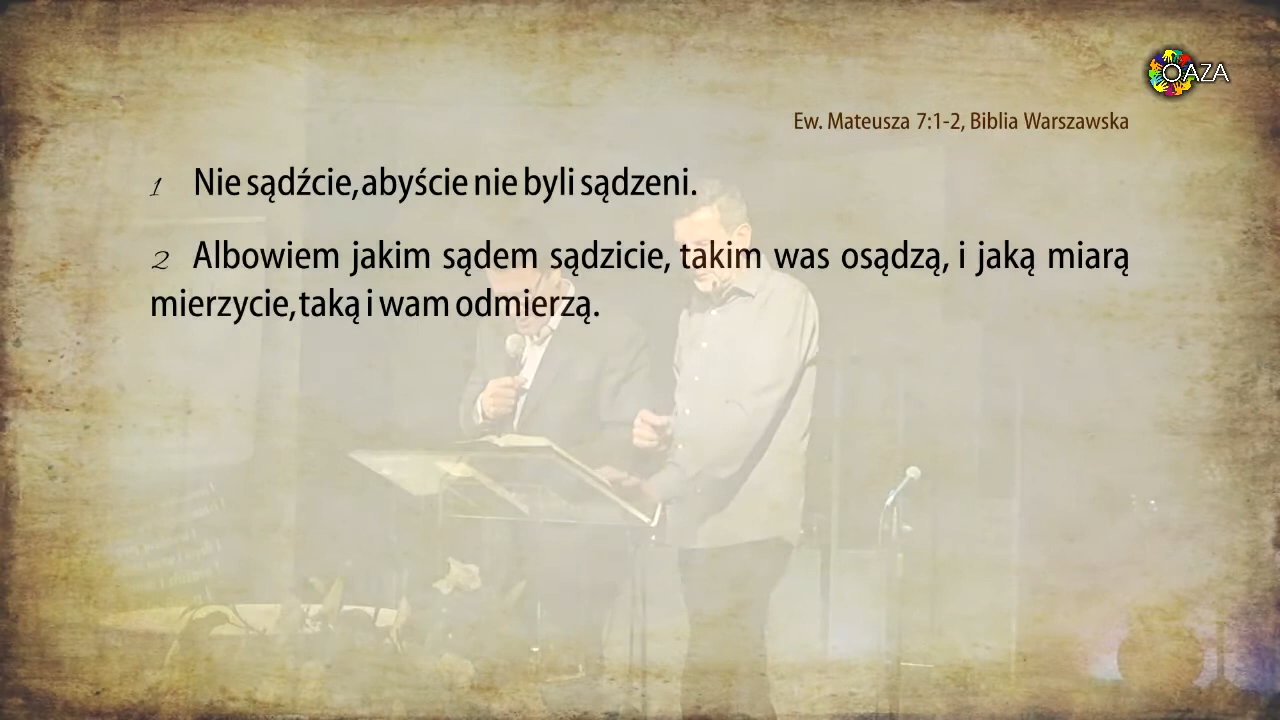 OAZA
Ew. Mateusza 7:1-2, Biblia Warszawska
1 Nie sądźcie, abyście nie byli sądzeni.
2 Albowiem jakim sądem sądzicie, takim was osądzą, i jaką miarą
mierzycie, taką i wam odmierzą.